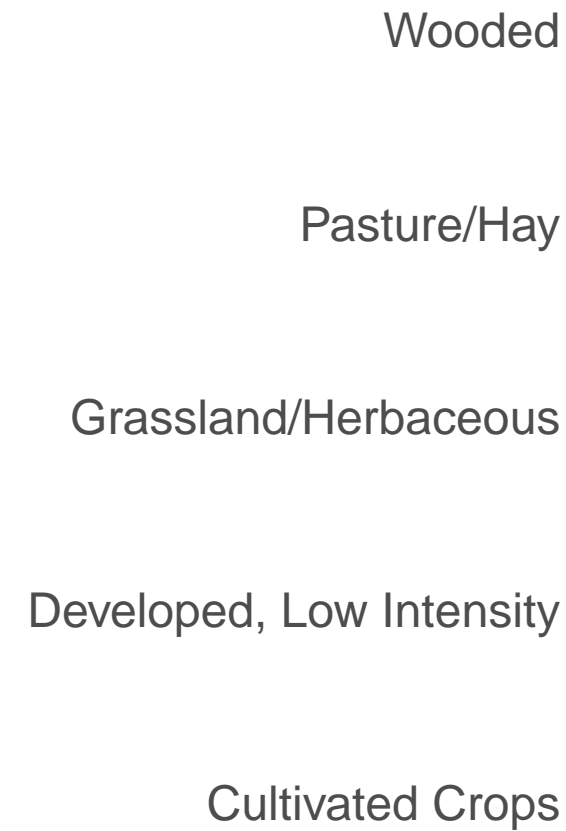 Wooded
Pasture/Hay
Grassland/Herbaceous
Developed, Low Intensity
Cultivated Crops